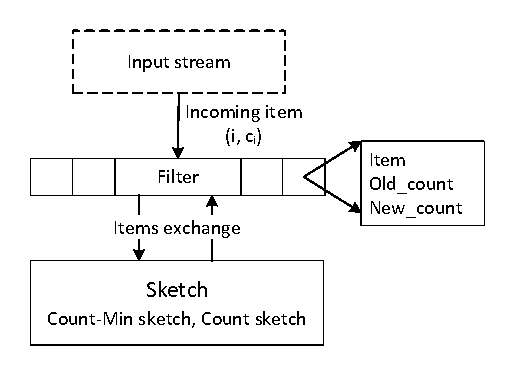 Input stream
Incoming item
(i, cᵢ)
Filter
Item
Old_count
New_count
Items exchange
Sketch
Count-Min sketch, Count sketch